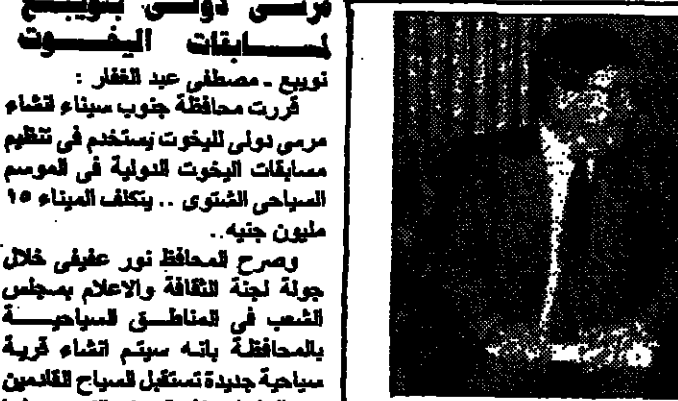 مرسى دولى بنويبع
لمسابقات اليخوت
نويبع ـ مصطفى عبد الغفار :
قررت محافظة جنوب سيناء انشاء
مرسى دولى لليخوت يستخدم فى تنظيم
مسابقات اليخوت الدولية فى الموسم
السياحى الشتوى .. يتكلف الميناء ١٥
مليون جنيه ..
وصرح المحافظ نور عفيفى خلال
جولة لجنة الثقافة والاعلام بمجلس
الشعب فى المناطق السياحية
بالمحافظة بانه سيتم انشاء قرية
سياحية جديدة تستقبل السياح القادمين